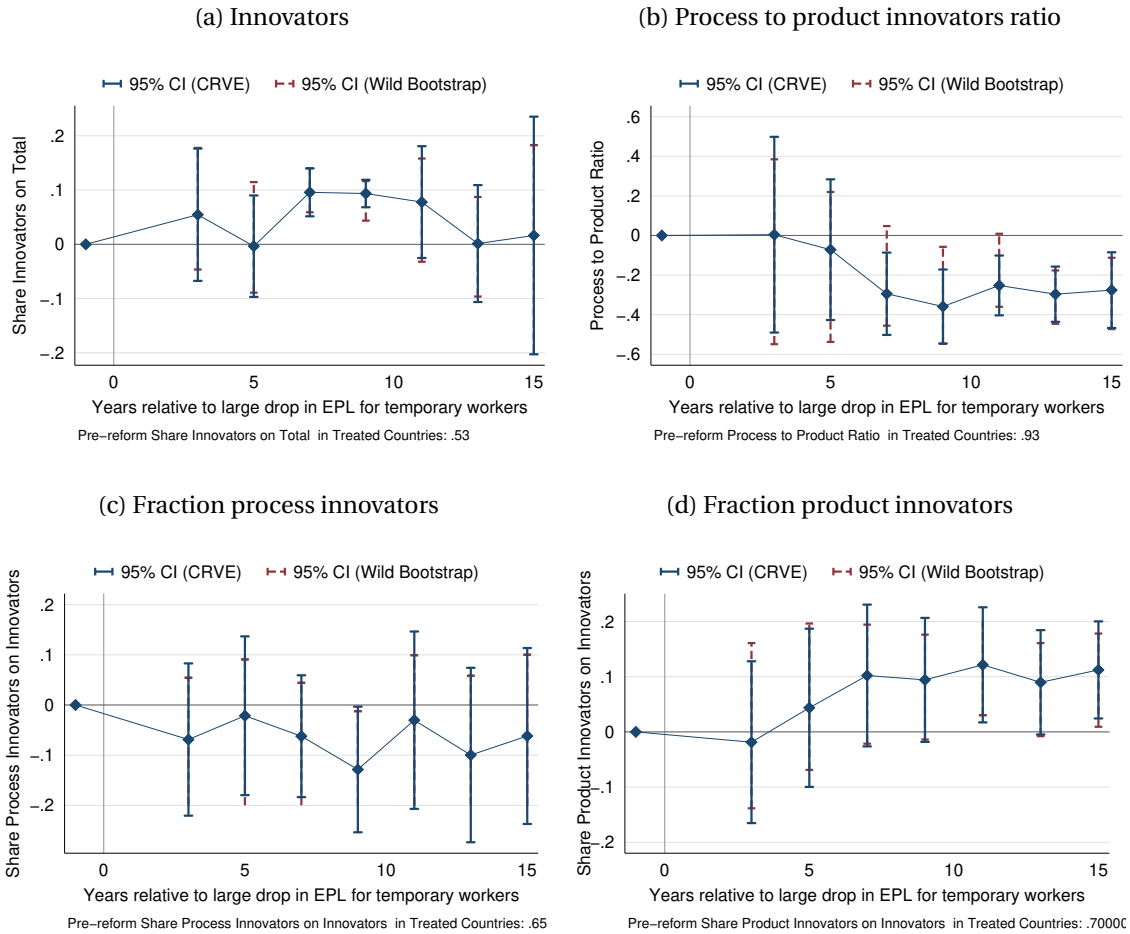 (a) Innovators
95% CI (CRVE) 95% CI (Wild Bootstrap)
Share Innovators on Total
.2
.1
0
−.1
−.2
0 5 10 15
Years relative to large drop in EPL for temporary workers
Pre−reform Share Innovators on Total in Treated Countries: .53
(b) Process to product innovators ratio
95% CI (CRVE) 95% CI (Wild Bootstrap)
Process to Product Ratio
.6
.4
.2
0
−.2
−.4
−.6
0 5 10 15
Years relative to large drop in EPL for temporary workers
Pre−reform Process to Product Ratio in Treated Countries: .93
(c) Fraction process innovators
95% CI (CRVE) 95% CI (Wild Bootstrap)
Share Process Innovators on Innovators
.2
.1
0
−.1
−.2
0 5 10 15
Years relative to large drop in EPL for temporary workers
Pre−reform Share Process Innovators on Innovators in Treated Countries: .65
(d) Fraction product innovators
95% CI (CRVE) 95% CI (Wild Bootstrap)
Share Product Innovators on Innovators
.2
.1
0
−.1
−.2
0 5 10 15
Years relative to large drop in EPL for temporary workers
Pre−reform Share Product Innovators on Innovators in Treated Countries: .70000